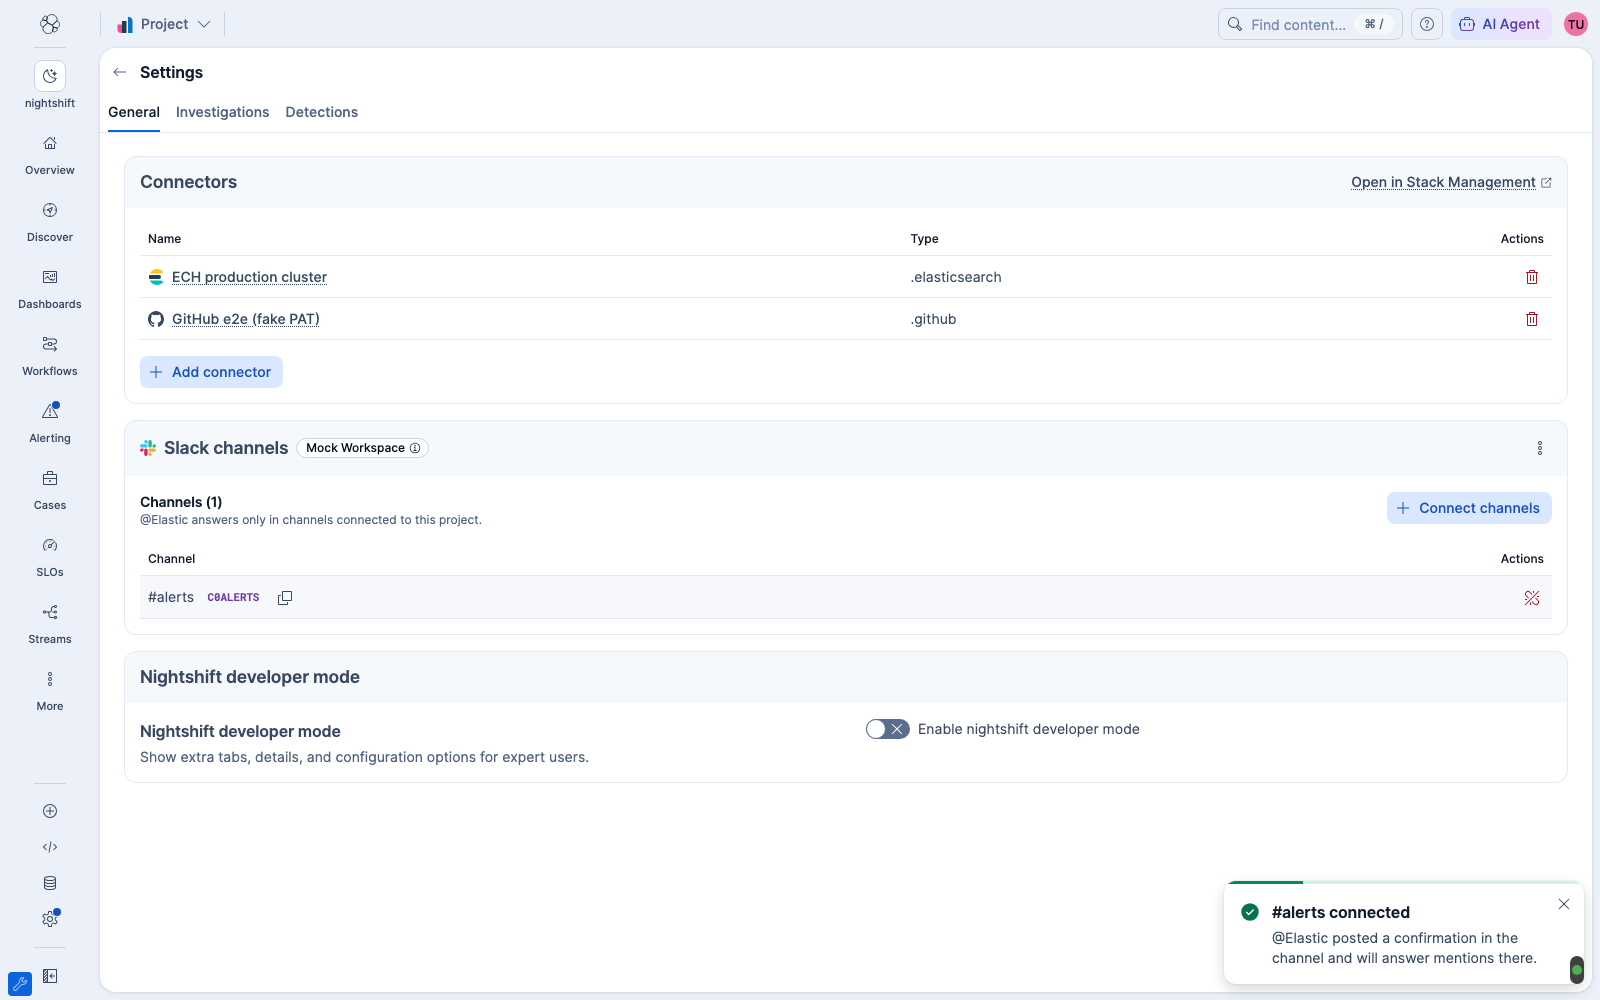 Project
Find content...
⌘ /
AI Agent
TU
nightshift
Overview
Discover
Dashboards
Workflows
Alerting
Cases
SLOs
Streams
More
Settings
General
Investigations
Detections
Connectors
Open in Stack Management
Name
Type
Actions
ECH production cluster
.elasticsearch
GitHub e2e (fake PAT)
.github
Add connector
Slack channels
Mock Workspace
Channels (1)
@Elastic answers only in channels connected to this project.
Connect channels
Channel
Actions
#alerts
C0ALERTS
Nightshift developer mode
Nightshift developer mode
Show extra tabs, details, and configuration options for expert users.
Enable nightshift developer mode
#alerts connected
@Elastic posted a confirmation in the
channel and will answer mentions there.